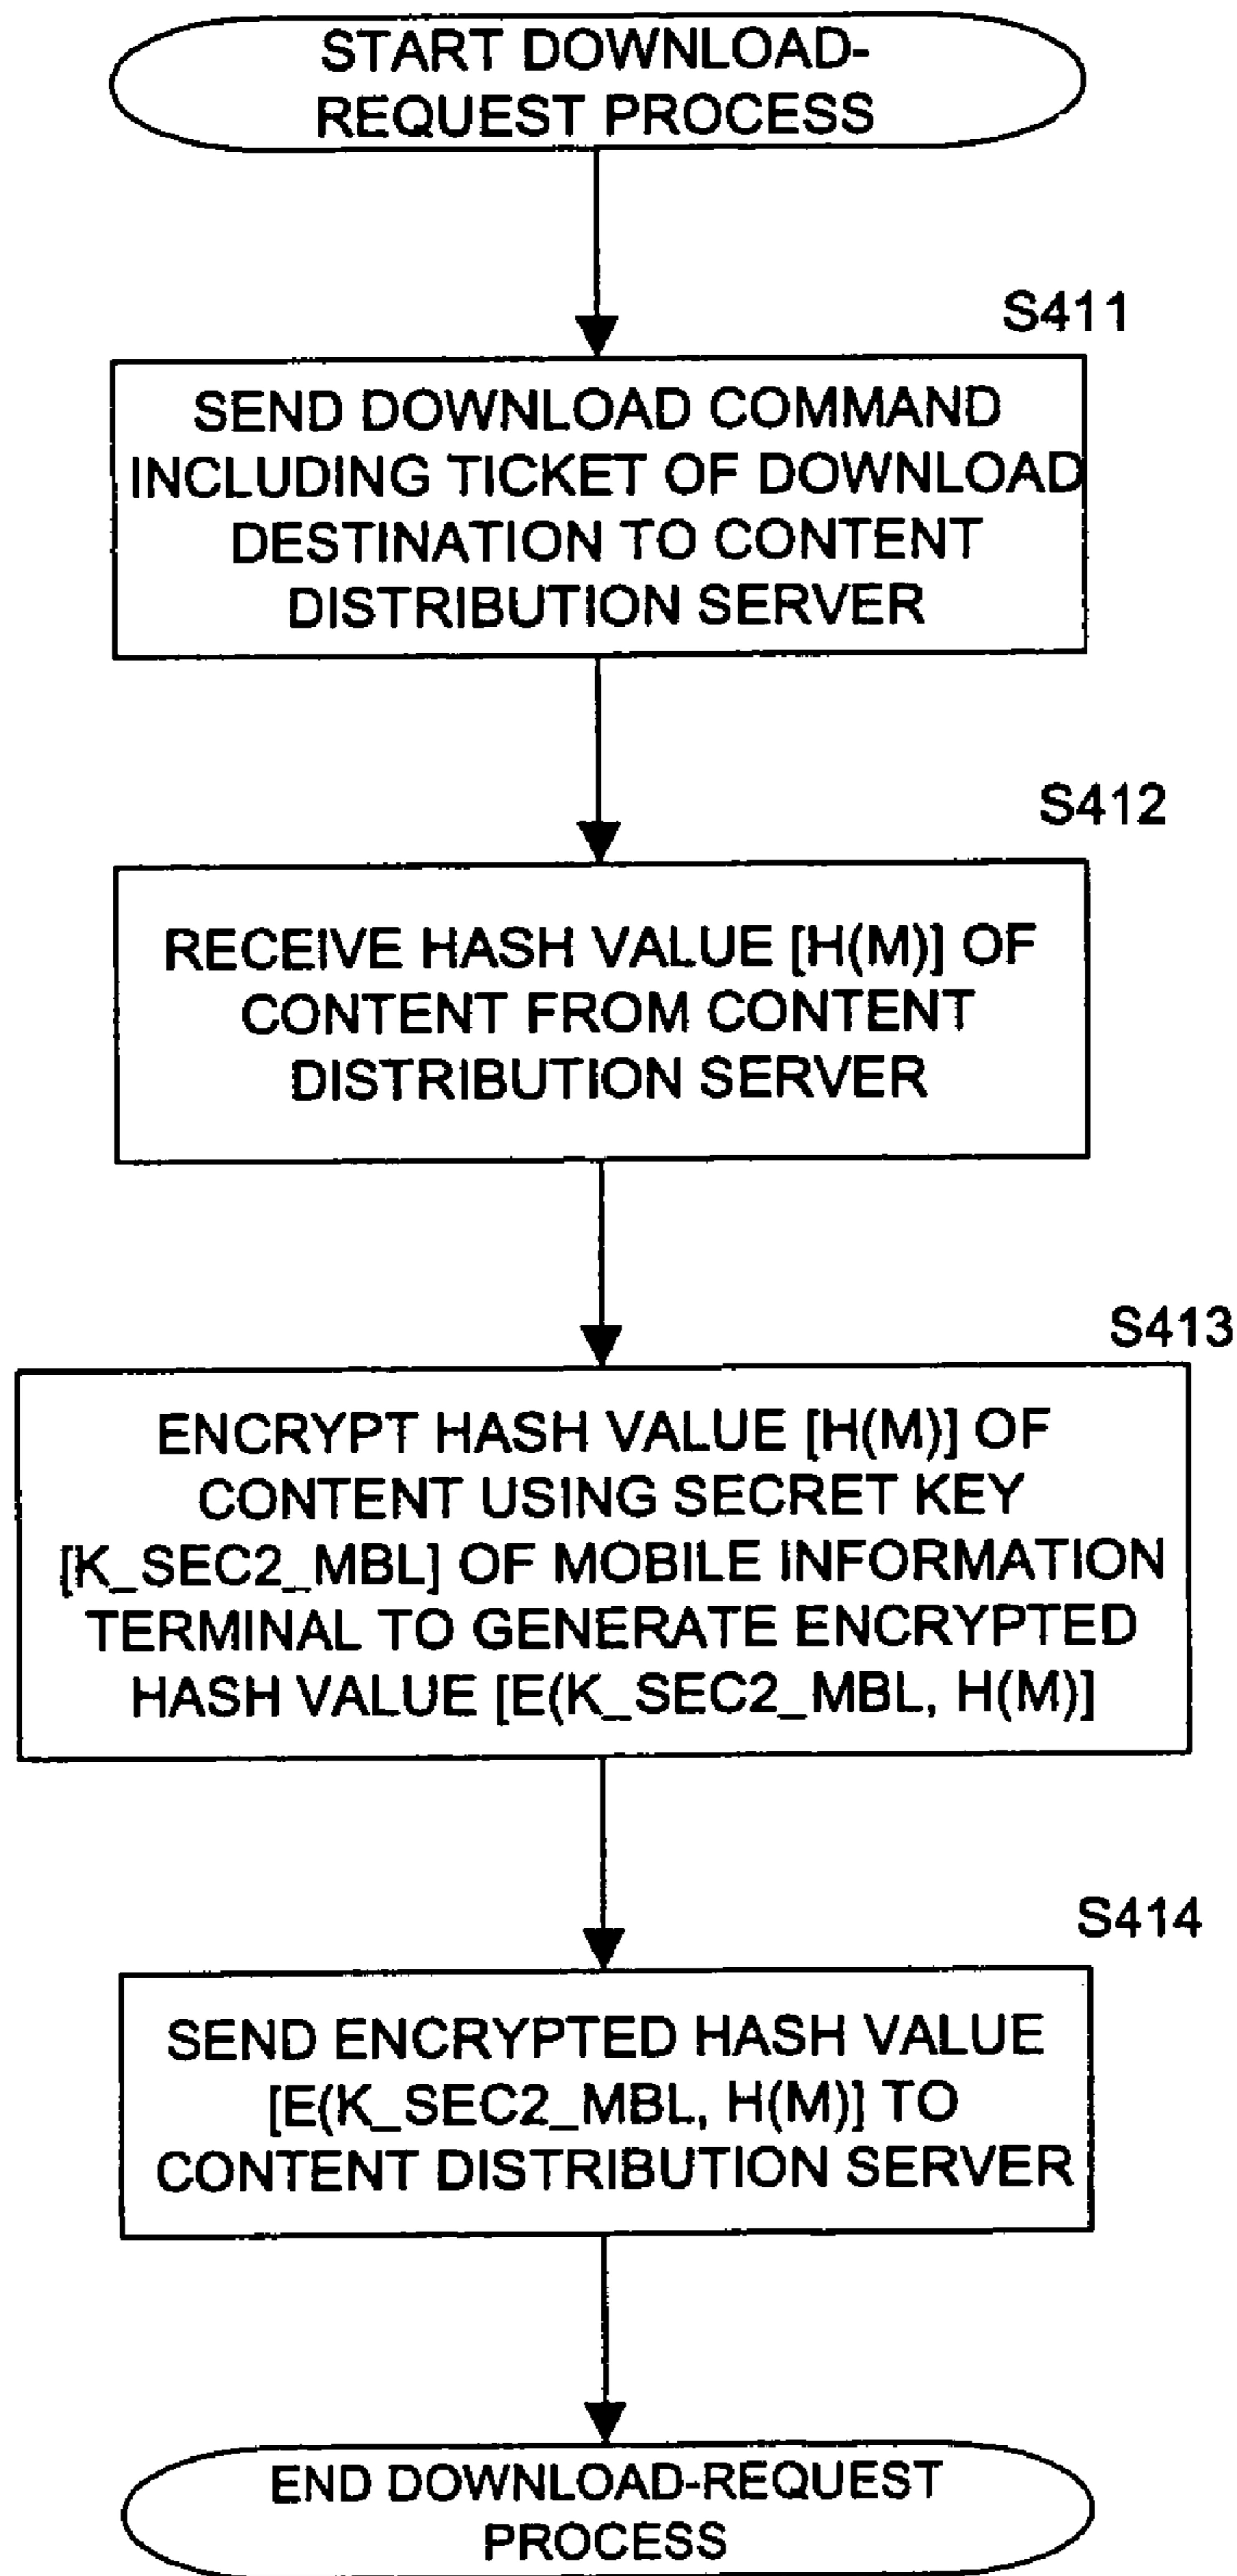 START DOWNLOAD-
REQUEST PROCESS
S411
SEND DOWNLOAD COMMAND
INCLUDING TICKET OF DOWNLOAD
DESTINATION TO CONTENT
DISTRIBUTION SERVER
S412
RECEIVE HASH VALUE [H(M)] OF
CONTENT FROM CONTENT
DISTRIBUTION SERVER
S413
ENCRYPT HASH VALUE [H(M)] OF
CONTENT USING SECRET KEY
[K_SEC2_MBL] OF MOBILE INFORMATION
TERMINAL TO GENERATE ENCRYPTED
HASH VALUE [E(K_SEC2_MBL, H(M)]
S414
SEND ENCRYPTED HASH VALUE
[E(K_SEC2_MBL, H(M)] TO
CONTENT DISTRIBUTION SERVER
END DOWNLOAD-REQUEST
PROCESS